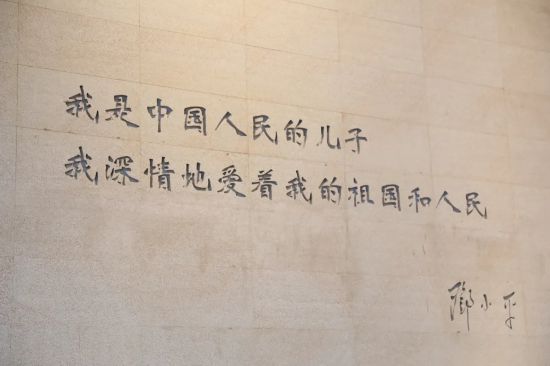 我是中国人民的儿子
我深情地爱着我的祖国和人民
邓小平